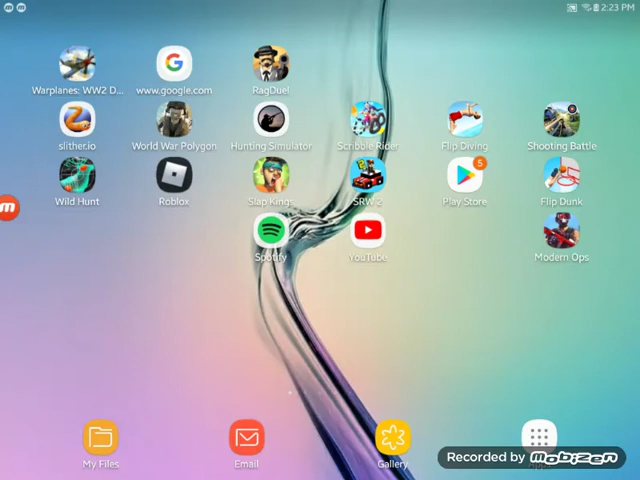 2:23 PM
Warplanes: WW2 D...
www.google.com
RagDuel
slither.io
World War Polygon
Hunting Simulator
Scribble Rider
Flip Diving
Shooting Battle
Wild Hunt
Roblox
Slap Kings
SRW 2
5
Play Store
Flip Dunk
Spotify
YouTube
Modern Ops
My Files
Email
Gallery
Apps
Recorded by Mobizen